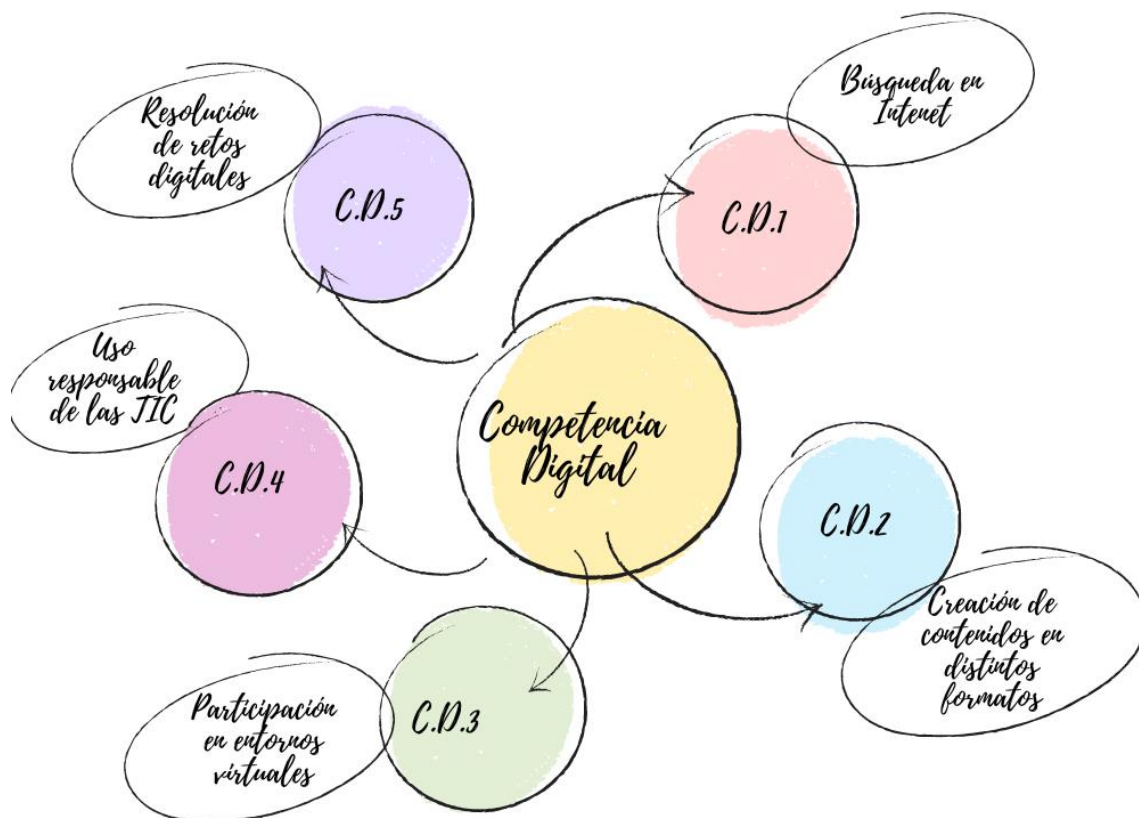 Competencia
Digital
C.D.1
Búsqueda en
Intenet
C.D.2
Creación de
contenidos en
distintos
formatos
C.D.3
Participación
en entornos
virtuales
C.D.4
Uso
responsable
de las TIC
C.D.5
Resolución
de retos
digitales